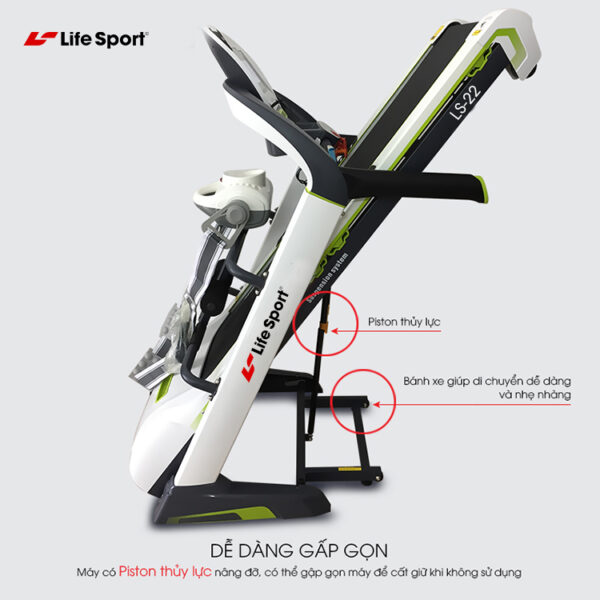 Life Sport®
LS-22
Suspension system
Life Sport®
Piston thủy lực
Bánh xe giúp di chuyển dễ dàng
và nhẹ nhàng
DỄ DÀNG GẤP GỌN
Máy có Piston thủy lực nâng đỡ, có thể gập gọn máy để cất giữ khi không sử dụng